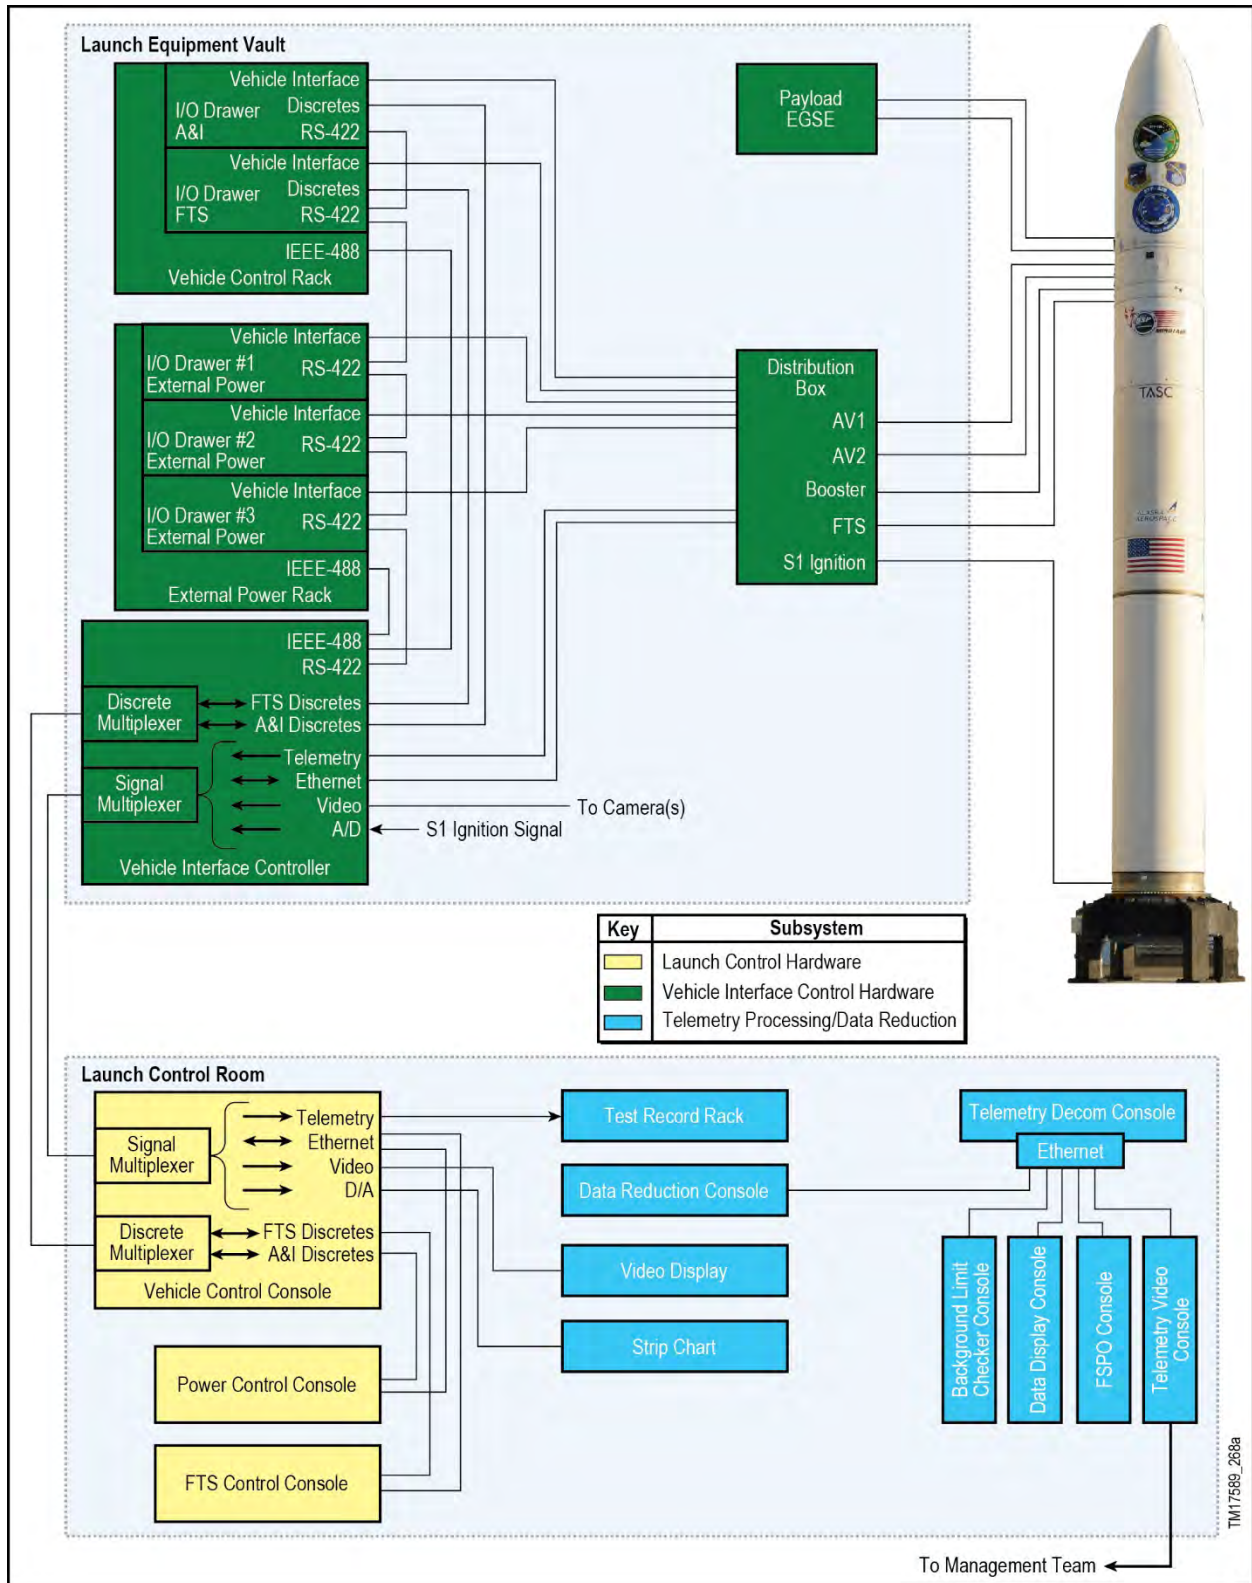 Launch Equipment Vault
Vehicle Interface
I/O Drawer
A&I
Discretes
RS-422
Vehicle Interface
I/O Drawer
FTS
Discretes
RS-422
IEEE-488
Vehicle Control Rack
Payload
EGSE
Vehicle Interface
I/O Drawer #1
External Power
RS-422
Vehicle Interface
I/O Drawer #2
External Power
RS-422
Vehicle Interface
I/O Drawer #3
External Power
RS-422
IEEE-488
External Power Rack
Distribution
Box
AV1
AV2
Booster
FTS
S1 Ignition
TASC
ALASKA
AEROSPACE
IEEE-488
RS-422
Discrete
Multiplexer
FTS Discretes
A&I Discretes
Signal
Multiplexer
Telemetry
Ethernet
Video
A/D
To Camera(s)
S1 Ignition Signal
Vehicle Interface Controller
Key
Subsystem
Launch Control Hardware
Vehicle Interface Control Hardware
Telemetry Processing/Data Reduction
Launch Control Room
Signal
Multiplexer
Telemetry
Ethernet
Video
D/A
Discrete
Multiplexer
FTS Discretes
A&I Discretes
Vehicle Control Console
Power Control Console
FTS Control Console
Test Record Rack
Data Reduction Console
Video Display
Strip Chart
Telemetry Decom Console
Ethernet
Background Limit
Checker Console
Data Display Console
FSPO Console
Telemetry Video
Console
To Management Team
TM17589_268a